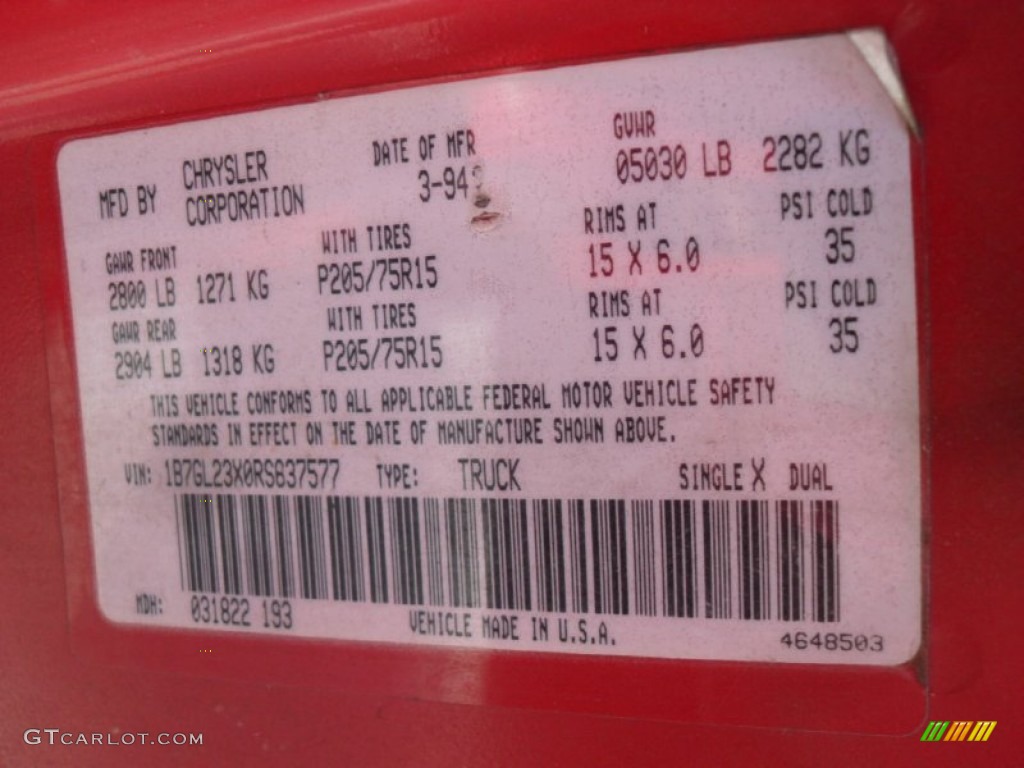 MFD BY CHRYSLER CORPORATION DATE OF MFR 3-94 GVWR 05030 LB 2282 KG
GAWR FRONT WITH TIRES RIMS AT PSI COLD
2800 LB 1271 KG P205/75R15 15 X 6.0 35
GAWR REAR WITH TIRES RIMS AT PSI COLD
2904 LB 1318 KG P205/75R15 15 X 6.0 35
THIS VEHICLE CONFORMS TO ALL APPLICABLE FEDERAL MOTOR VEHICLE SAFETY
STANDARDS IN EFFECT ON THE DATE OF MANUFACTURE SHOWN ABOVE.
VIN: 1B7GL23X0RS637577 TYPE: TRUCK SINGLE X DUAL
MDH: 031822 193 VEHICLE MADE IN U.S.A. 4648503
GTCARLOT.COM